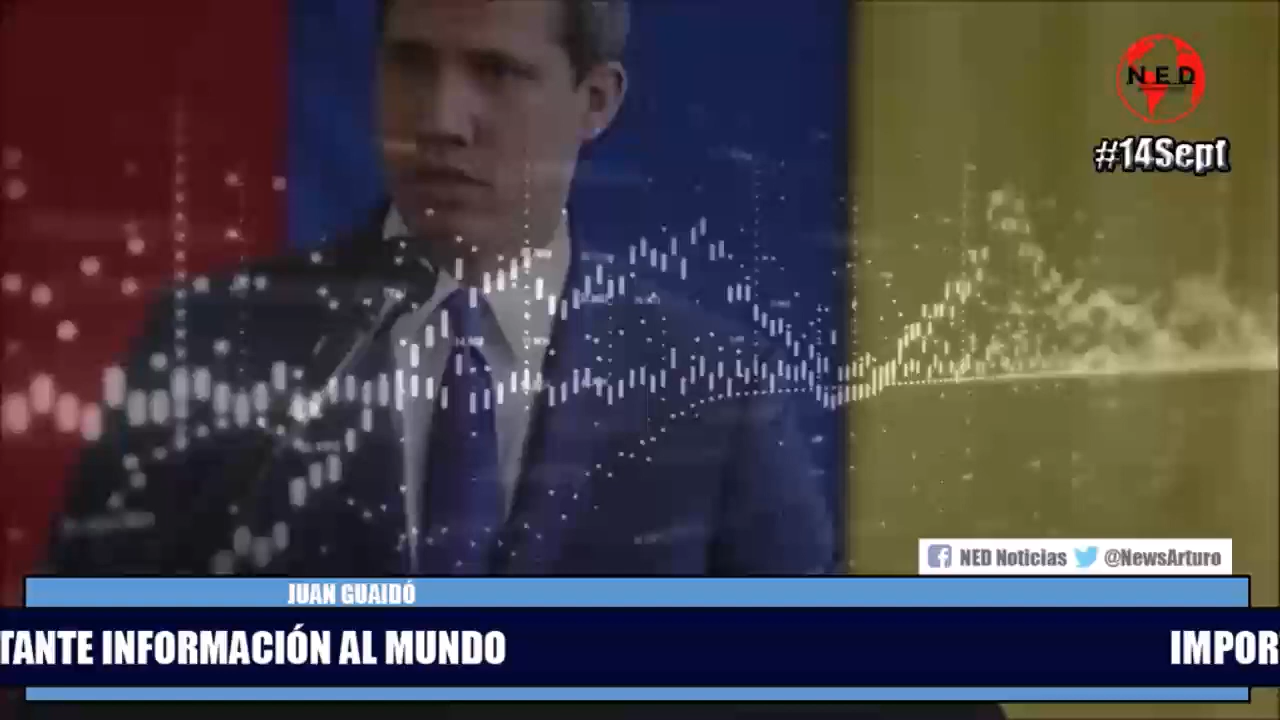 NED
#14Sept
NED Noticias @NewsArturo
JUAN GUAIDÓ
TANTE INFORMACIÓN AL MUNDO IMPOR